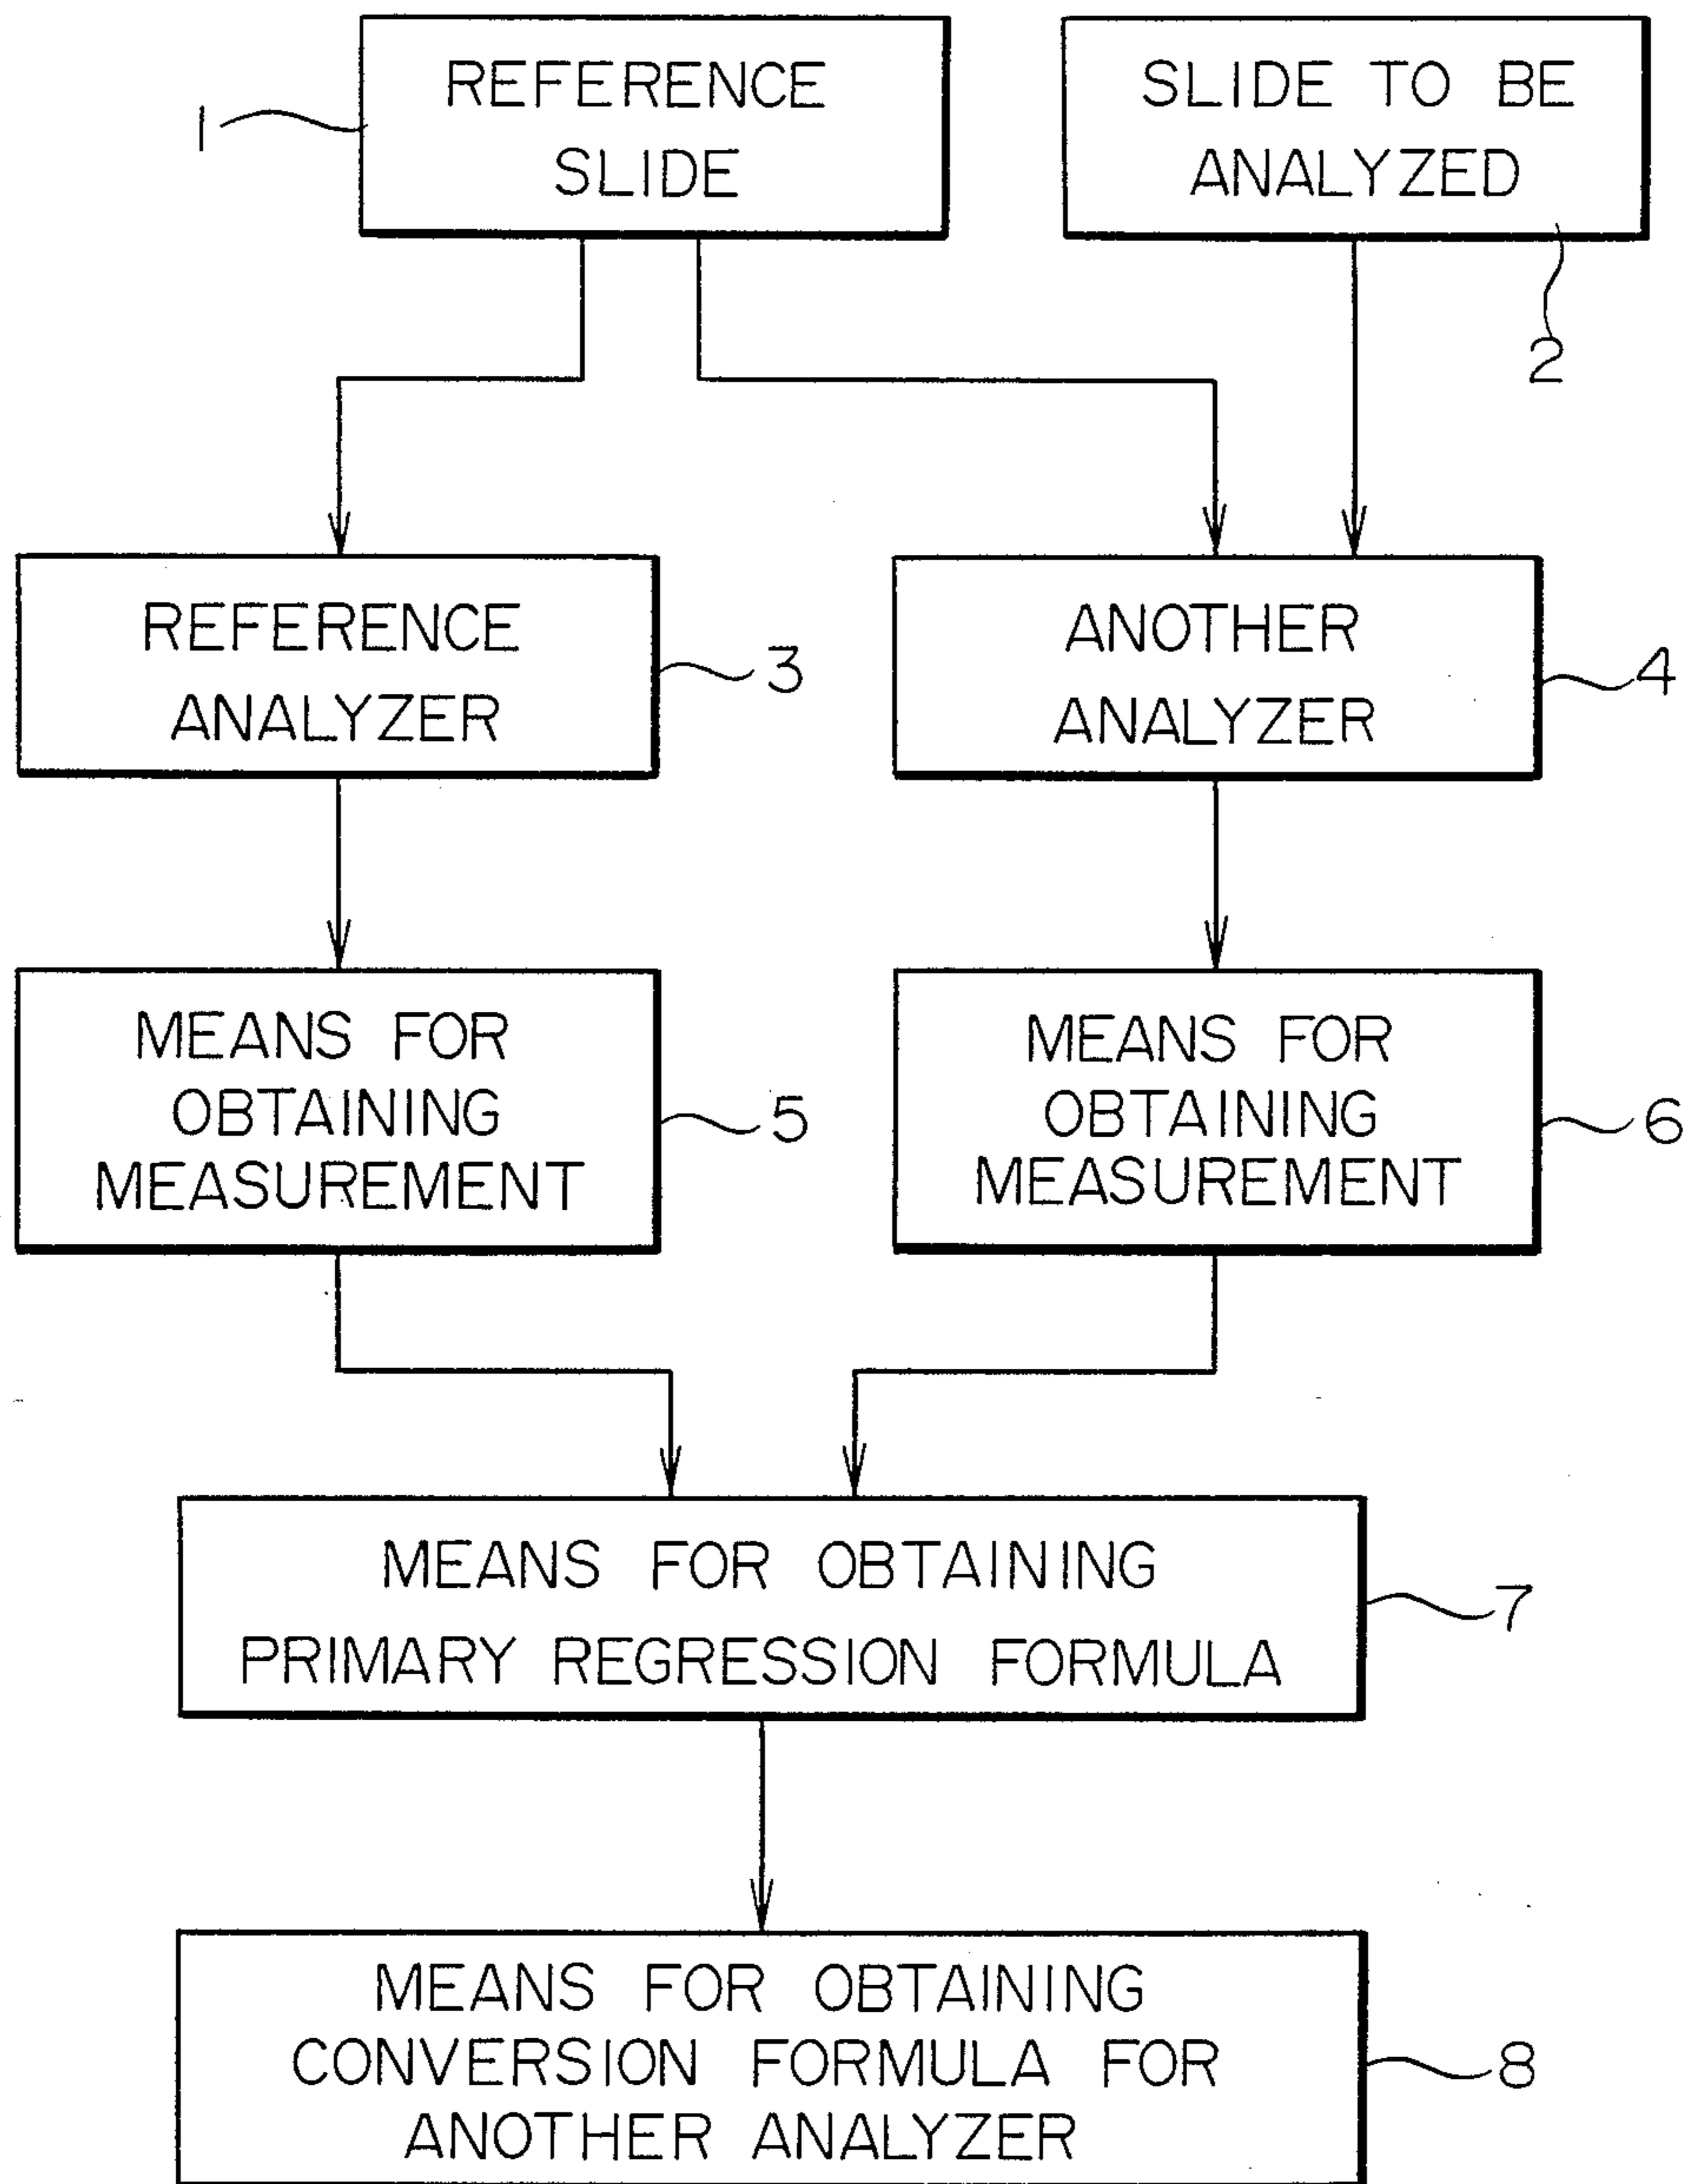 REFERENCE
SLIDE
1
SLIDE TO BE
ANALYZED
2
REFERENCE
ANALYZER
3
ANOTHER
ANALYZER
4
MEANS FOR
OBTAINING
MEASUREMENT
5
MEANS FOR
OBTAINING
MEASUREMENT
6
MEANS FOR OBTAINING
PRIMARY REGRESSION FORMULA
7
MEANS FOR OBTAINING
CONVERSION FORMULA FOR
ANOTHER ANALYZER
8